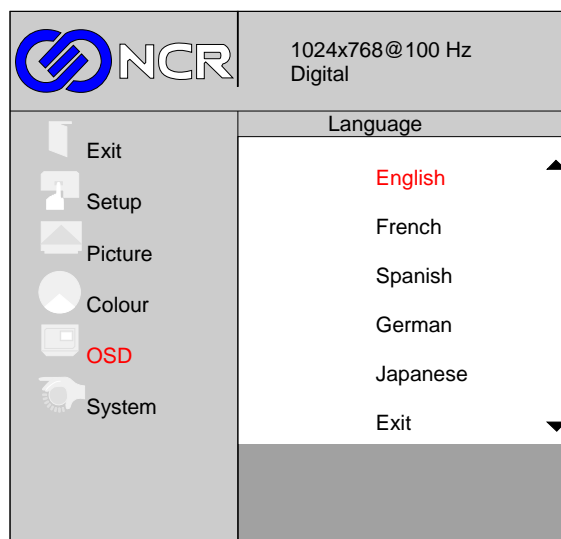 NCR
1024x768@100 Hz
Digital
Exit
Setup
Picture
Colour
OSD
System
Language
English
French
Spanish
German
Japanese
Exit